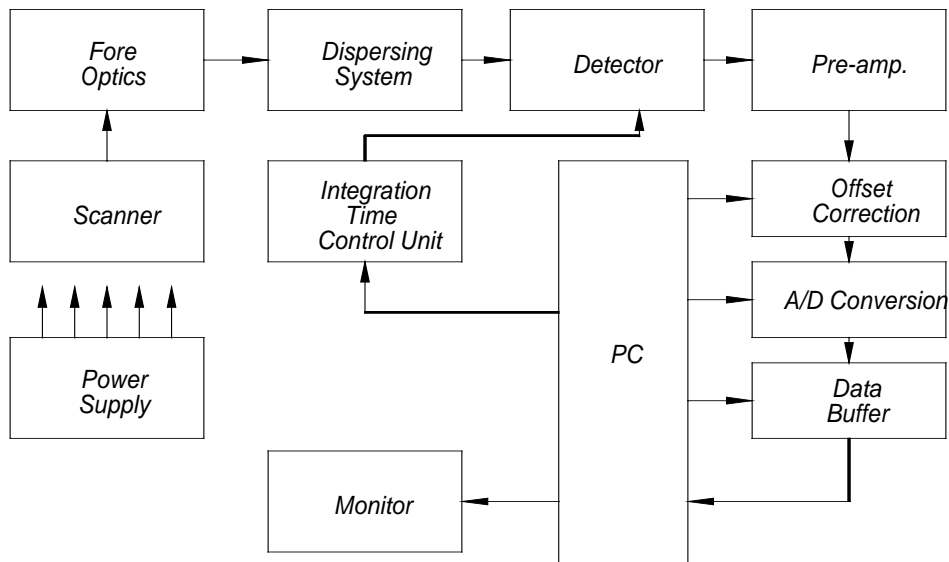 Fore
Optics
Dispersing
System
Detector
Pre-amp.
Scanner
Integration
Time
Control Unit
Offset
Correction
A/D Conversion
PC
Power
Supply
Data
Buffer
Monitor